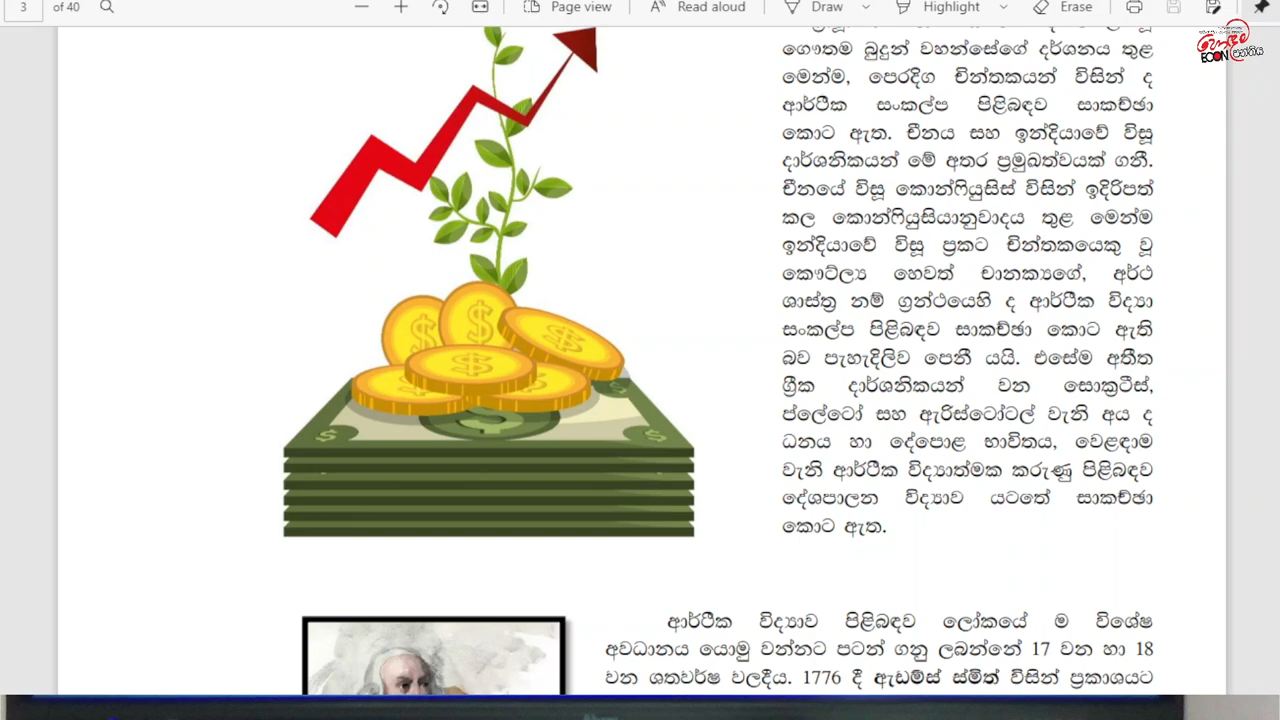 3 of 40
Page view
Read aloud
Draw
Highlight
Erase
ECON පන්තිය
ගෞතම බුදුන් වහන්සේගේ දර්ශනය තුළ
මෙන්ම, පෙරදිග චින්තකයන් විසින් ද
ආර්ථික සංකල්ප පිළිබඳව සාකච්ඡා
කොට ඇත. චීනය සහ ඉන්දියාවේ විසූ
දාර්ශනිකයන් මේ අතර ප්‍රමුඛත්වයක් ගනී.
චීනයේ විසූ කොන්ෆියුසිස් විසින් ඉදිරිපත්
කල කොන්ෆියුසියානුවාදය තුළ මෙන්ම
ඉන්දියාවේ විසූ ප්‍රකට චින්තකයෙකු වූ
කෞටල්‍ය හෙවත් චානක්‍යගේ, අර්ථ
ශාස්ත්‍ර නම් ග්‍රන්ථයෙහි ද ආර්ථික විද්‍යා
සංකල්ප පිළිබඳව සාකච්ඡා කොට ඇති
බව පැහැදිලිව පෙනී යයි. එසේම අතීත
ග්‍රීක දාර්ශනිකයන් වන සොක්‍රටීස්,
ප්ලේටෝ සහ ඇරිස්ටෝටල් වැනි අය ද
ධනය හා දේපොළ භාවිතය, වෙළඳාම
වැනි ආර්ථික විද්‍යාත්මක කරුණු පිළිබඳව
දේශපාලන විද්‍යාව යටතේ සාකච්ඡා
කොට ඇත.
ආර්ථික විද්‍යාව පිළිබඳව ලෝකයේ ම විශේෂ
අවධානය යොමු වන්නට පටන් ගනු ලබන්නේ 17 වන හා 18
වන ශතවර්ෂ වලදීය. 1776 දී ඇඩම්ස් ස්මිත් විසින් ප්‍රකාශයට